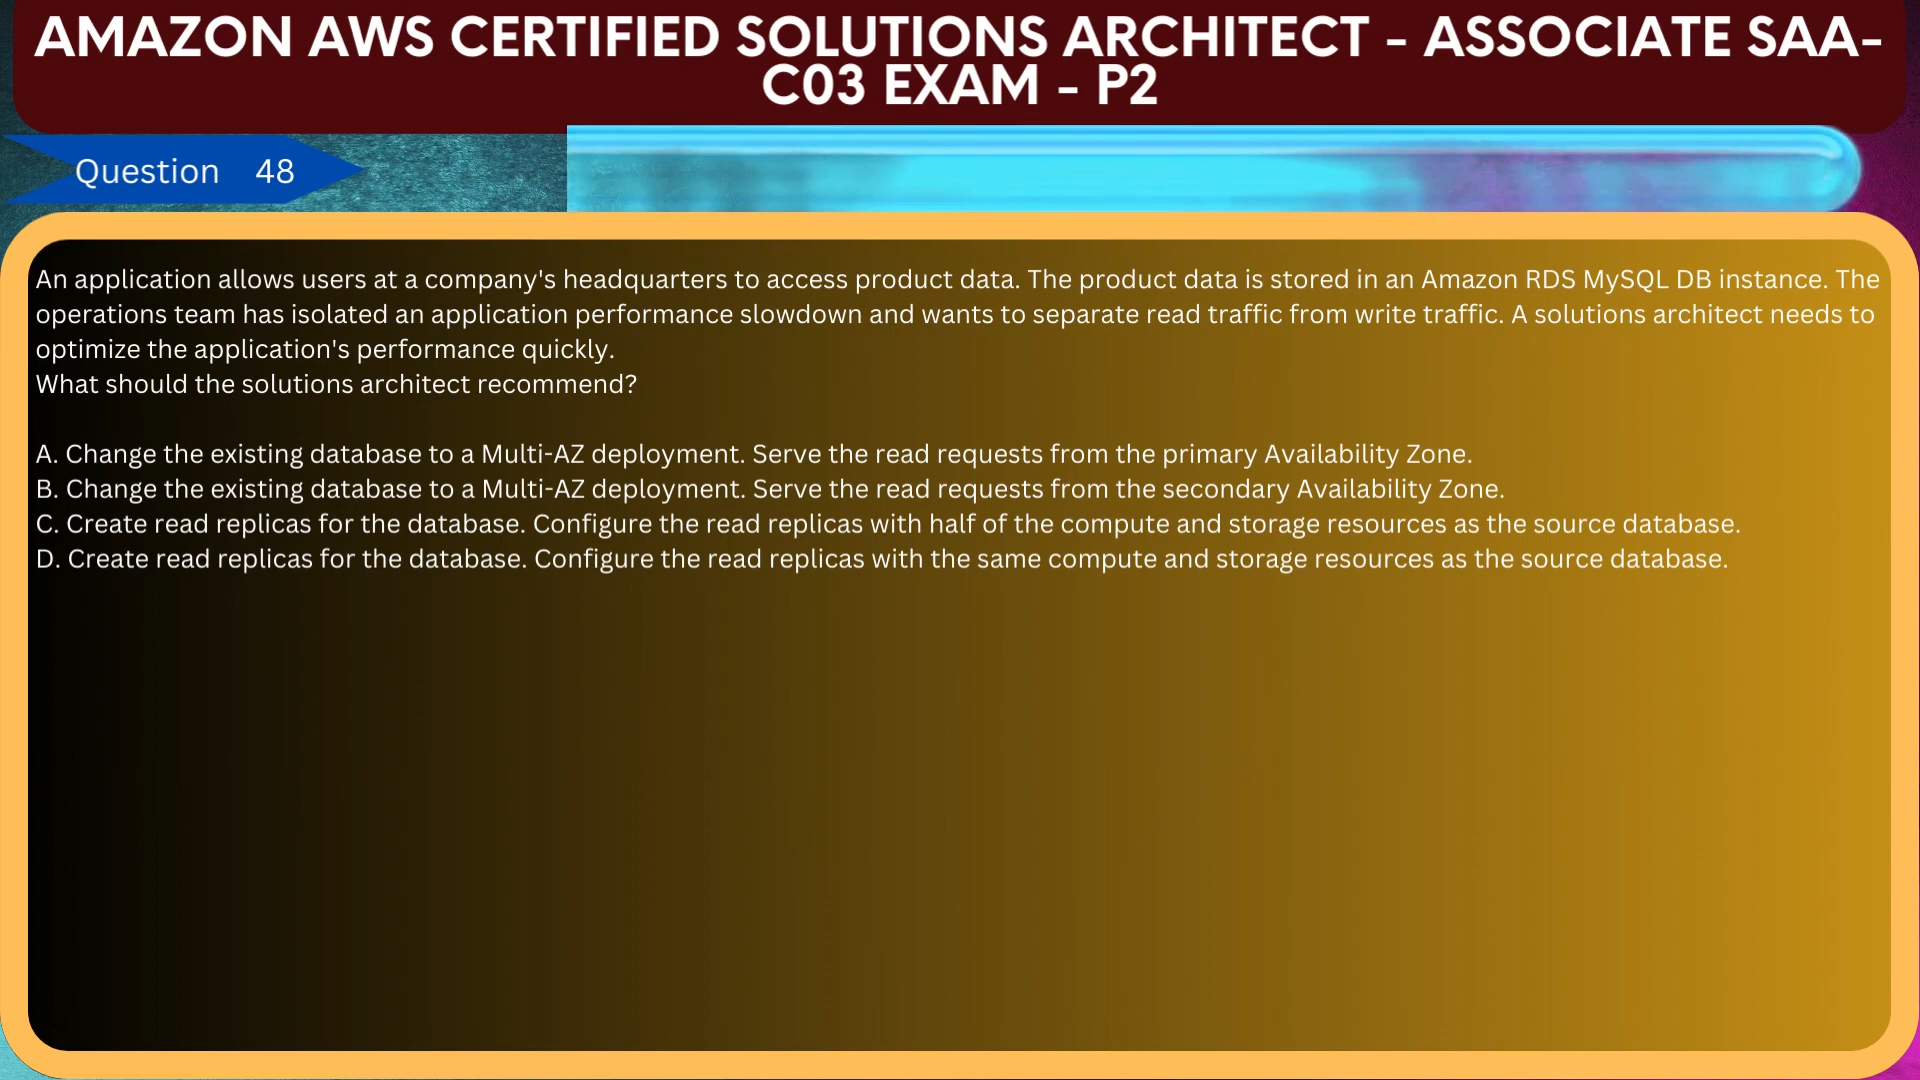 AMAZON AWS CERTIFIED SOLUTIONS ARCHITECT - ASSOCIATE SAA-
C03 EXAM - P2
Question 48
An application allows users at a company's headquarters to access product data. The product data is stored in an Amazon RDS MySQL DB instance. The
operations team has isolated an application performance slowdown and wants to separate read traffic from write traffic. A solutions architect needs to
optimize the application's performance quickly.
What should the solutions architect recommend?
A. Change the existing database to a Multi-AZ deployment. Serve the read requests from the primary Availability Zone.
B. Change the existing database to a Multi-AZ deployment. Serve the read requests from the secondary Availability Zone.
C. Create read replicas for the database. Configure the read replicas with half of the compute and storage resources as the source database.
D. Create read replicas for the database. Configure the read replicas with the same compute and storage resources as the source database.